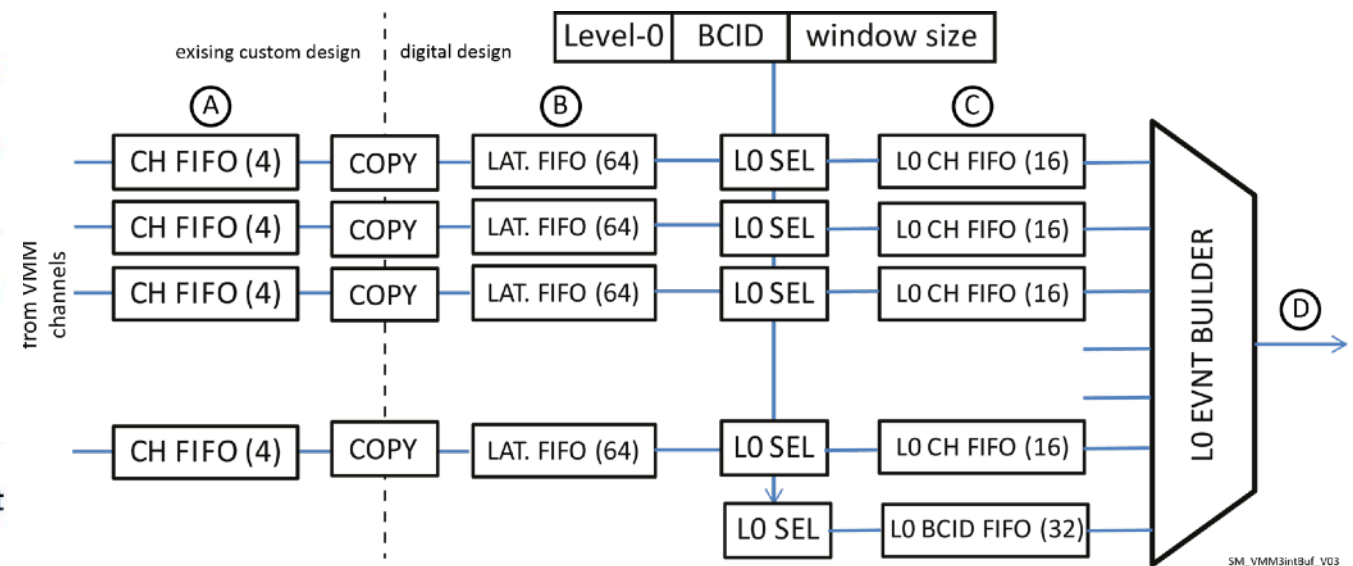 Level-0 BCID window size
exising custom design digital design
A B C
CH FIFO (4) COPY LAT. FIFO (64) L0 SEL L0 CH FIFO (16)
CH FIFO (4) COPY LAT. FIFO (64) L0 SEL L0 CH FIFO (16)
CH FIFO (4) COPY LAT. FIFO (64) L0 SEL L0 CH FIFO (16)
from VMM
channels
L0 EVNT BUILDER
D
CH FIFO (4) COPY LAT. FIFO (64) L0 SEL L0 CH FIFO (16)
L0 SEL L0 BCID FIFO (32)
t
SM_VMM3intBuf_V03